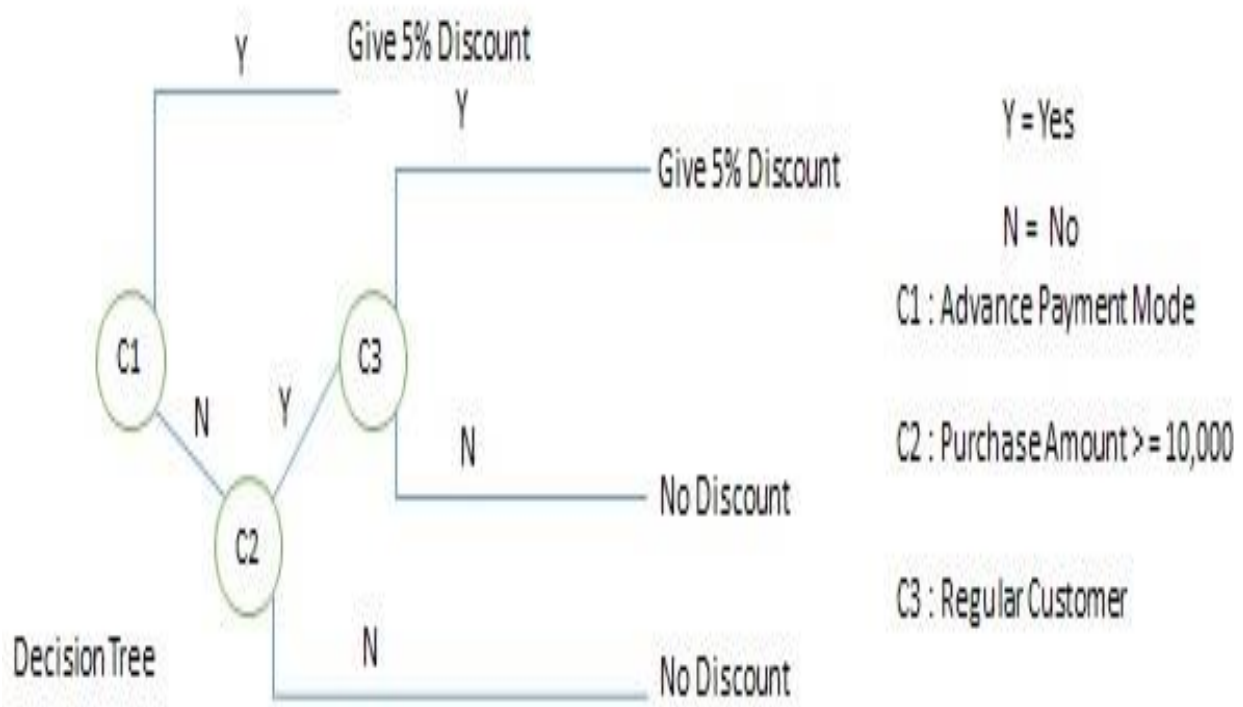 Y
Give 5% Discount
Y
Give 5% Discount
C1
N
Y
C3
N
No Discount
C2
N
No Discount
Decision Tree
Y = Yes
N = No
C1 : Advance Payment Mode
C2 : Purchase Amount > = 10,000
C3 : Regular Customer